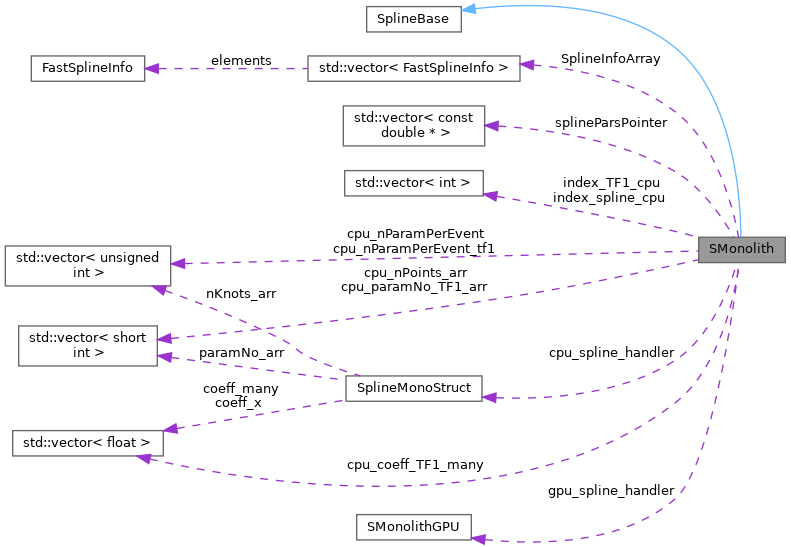 SplineBase
FastSplineInfo
elements
std::vector< FastSplineInfo >
SplineInfoArray
std::vector< const
double * >
splineParsPointer
std::vector< int >
index_TF1_cpu
index_spline_cpu
SMonolith
std::vector< unsigned
int >
cpu_nParamPerEvent
cpu_nParamPerEvent_tf1
nKnots_arr
cpu_nPoints_arr
cpu_paramNo_TF1_arr
std::vector< short
int >
paramNo_arr
cpu_spline_handler
SplineMonoStruct
coeff_many
coeff_x
std::vector< float >
cpu_coeff_TF1_many
gpu_spline_handler
SMonolithGPU